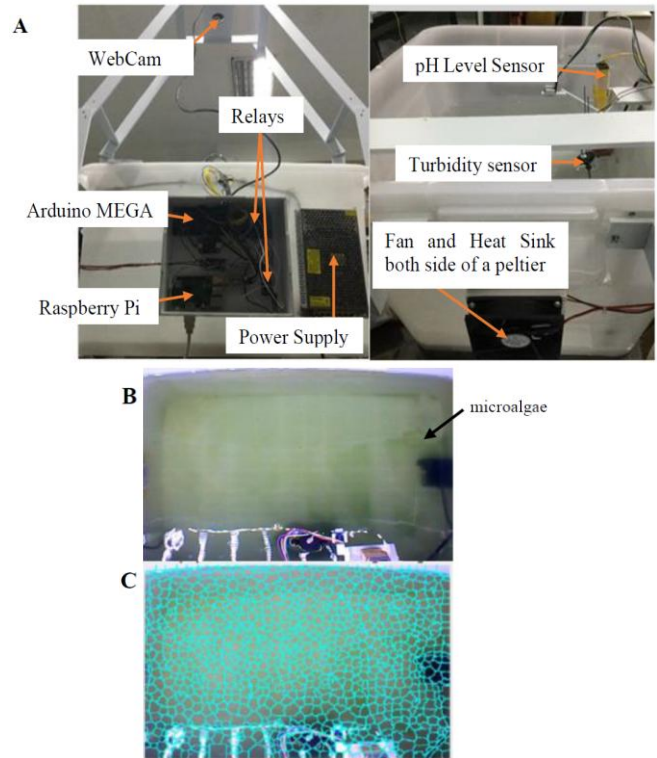 A
WebCam
Relays
Arduino MEGA
Raspberry Pi
Power Supply
pH Level Sensor
Turbidity sensor
Fan and Heat Sink
both side of a peltier
B
microalgae
C